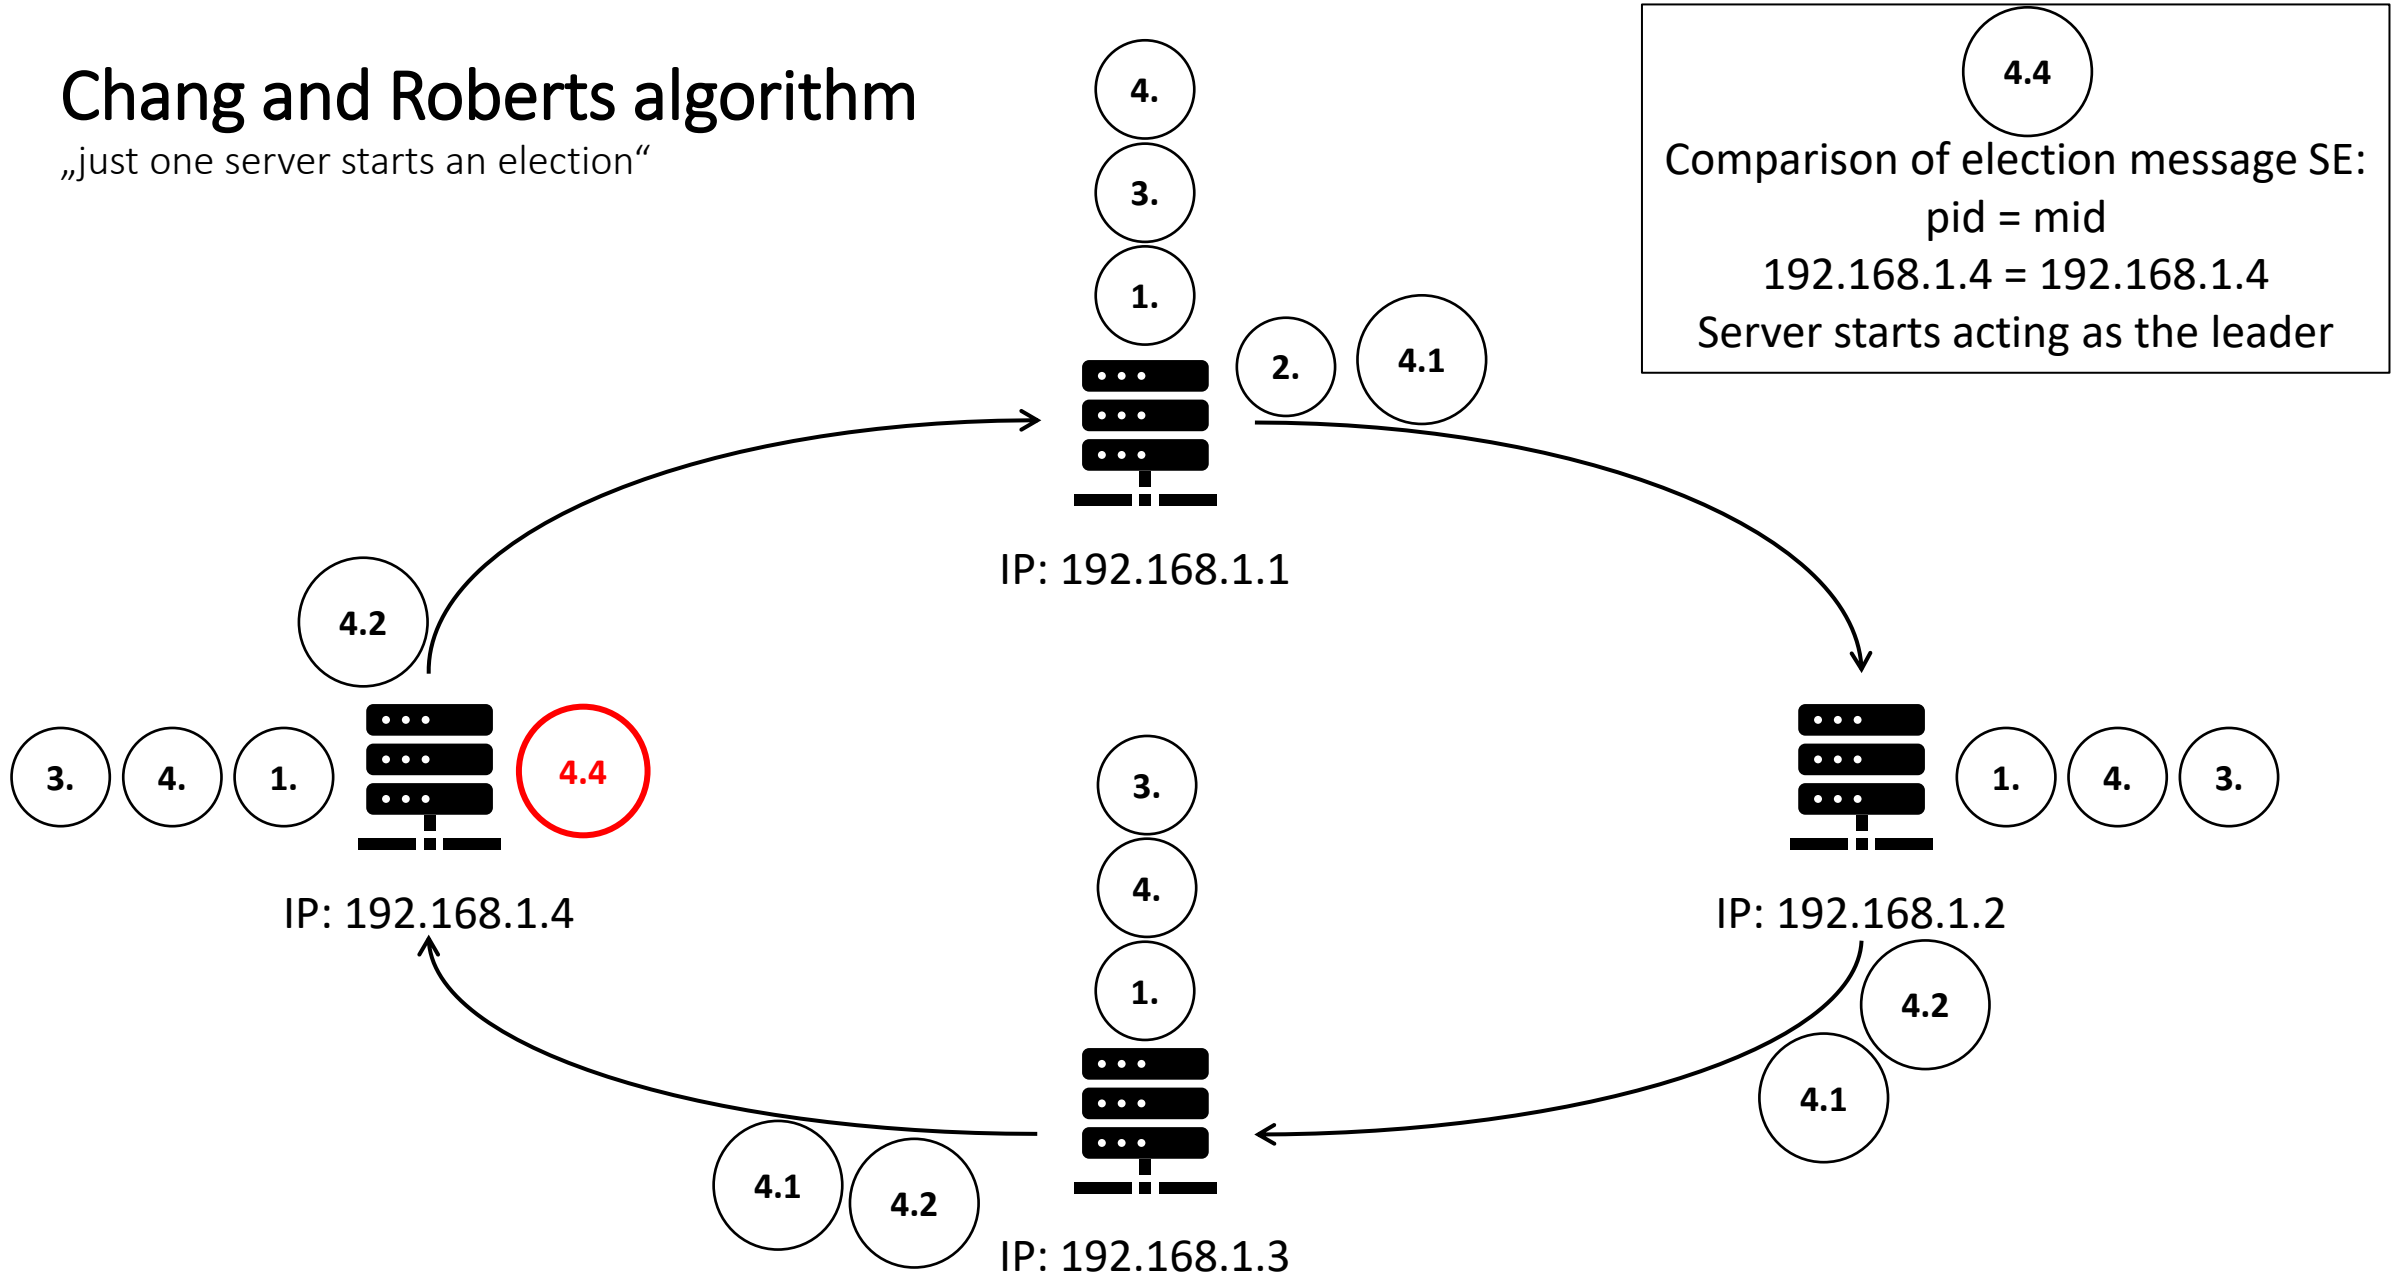 Chang and Roberts algorithm
„just one server starts an election“
4.
3.
1.
2.
4.1
4.4
Comparison of election message SE:
pid = mid
192.168.1.4 = 192.168.1.4
Server starts acting as the leader
IP: 192.168.1.1
4.2
3.
4.
1.
4.4
IP: 192.168.1.4
1.
4.
3.
IP: 192.168.1.2
3.
4.
1.
4.2
4.1
4.1
4.2
IP: 192.168.1.3